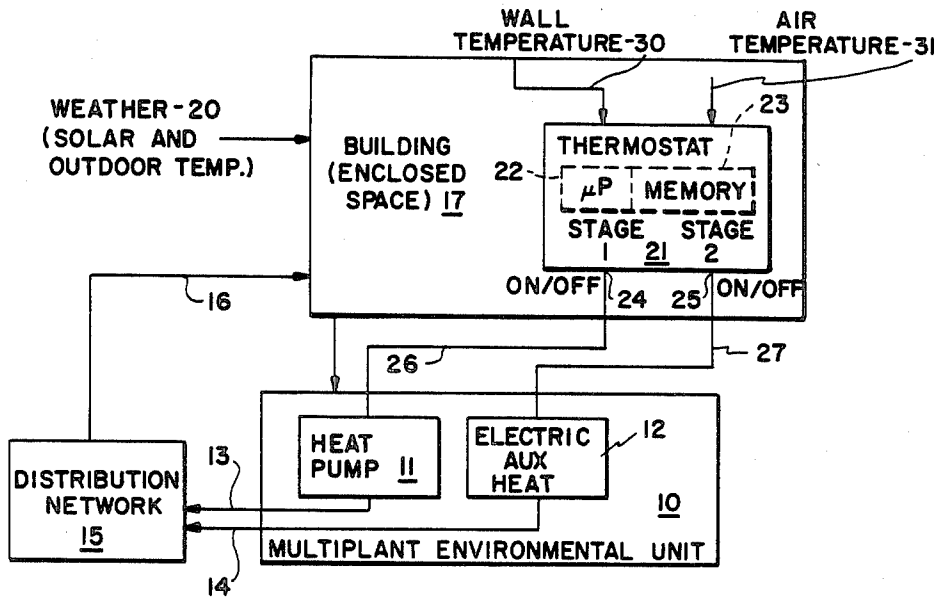 WALL
TEMPERATURE-30
AIR
TEMPERATURE-31
WEATHER-20
(SOLAR AND
OUTDOOR TEMP.)
BUILDING
(ENCLOSED
SPACE) 17
23
THERMOSTAT
22
μP
MEMORY
STAGE
1
21
STAGE
2
ON/OFF
24
25
ON/OFF
16
26
27
HEAT
PUMP 11
ELECTRIC
AUX
HEAT
12
13
DISTRIBUTION
NETWORK
15
10
MULTIPLANT ENVIRONMENTAL UNIT
14